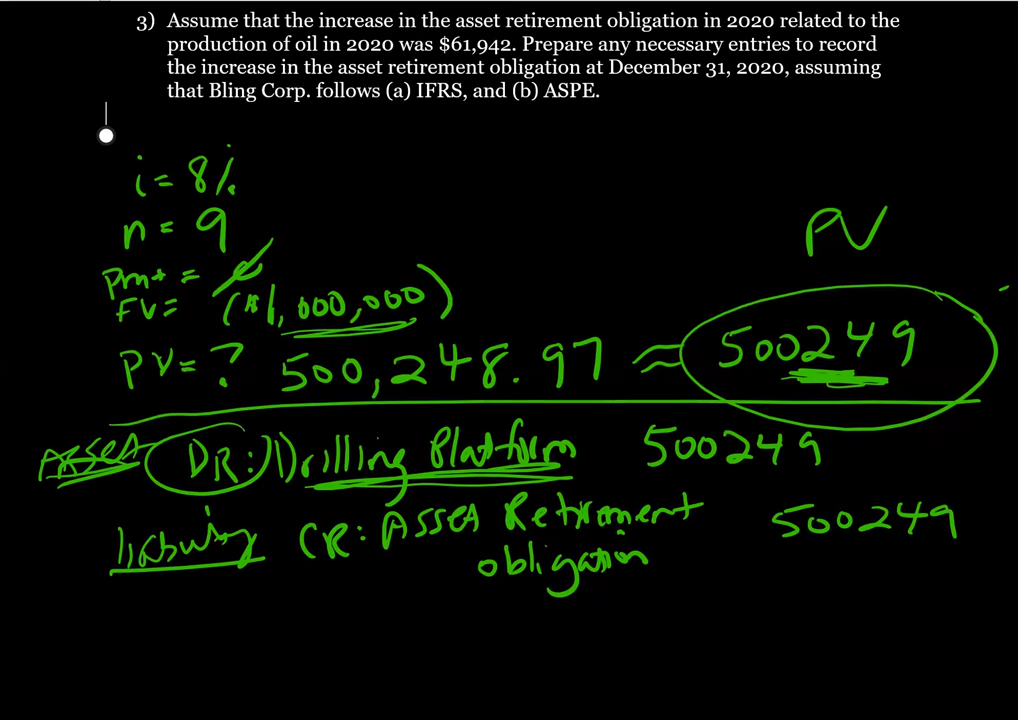 3) Assume that the increase in the asset retirement obligation in 2020 related to the
production of oil in 2020 was $61,942. Prepare any necessary entries to record
the increase in the asset retirement obligation at December 31, 2020, assuming
that Bling Corp. follows (a) IFRS, and (b) ASPE.
i = 8%
n = 9
PV
Pmt =
FV = ($1,000,000)
PV = ? 500,248.97 ≈ 500249
Asset DR: Drilling Platform 500249
liability CR: Asset Retirement 500249
obligation